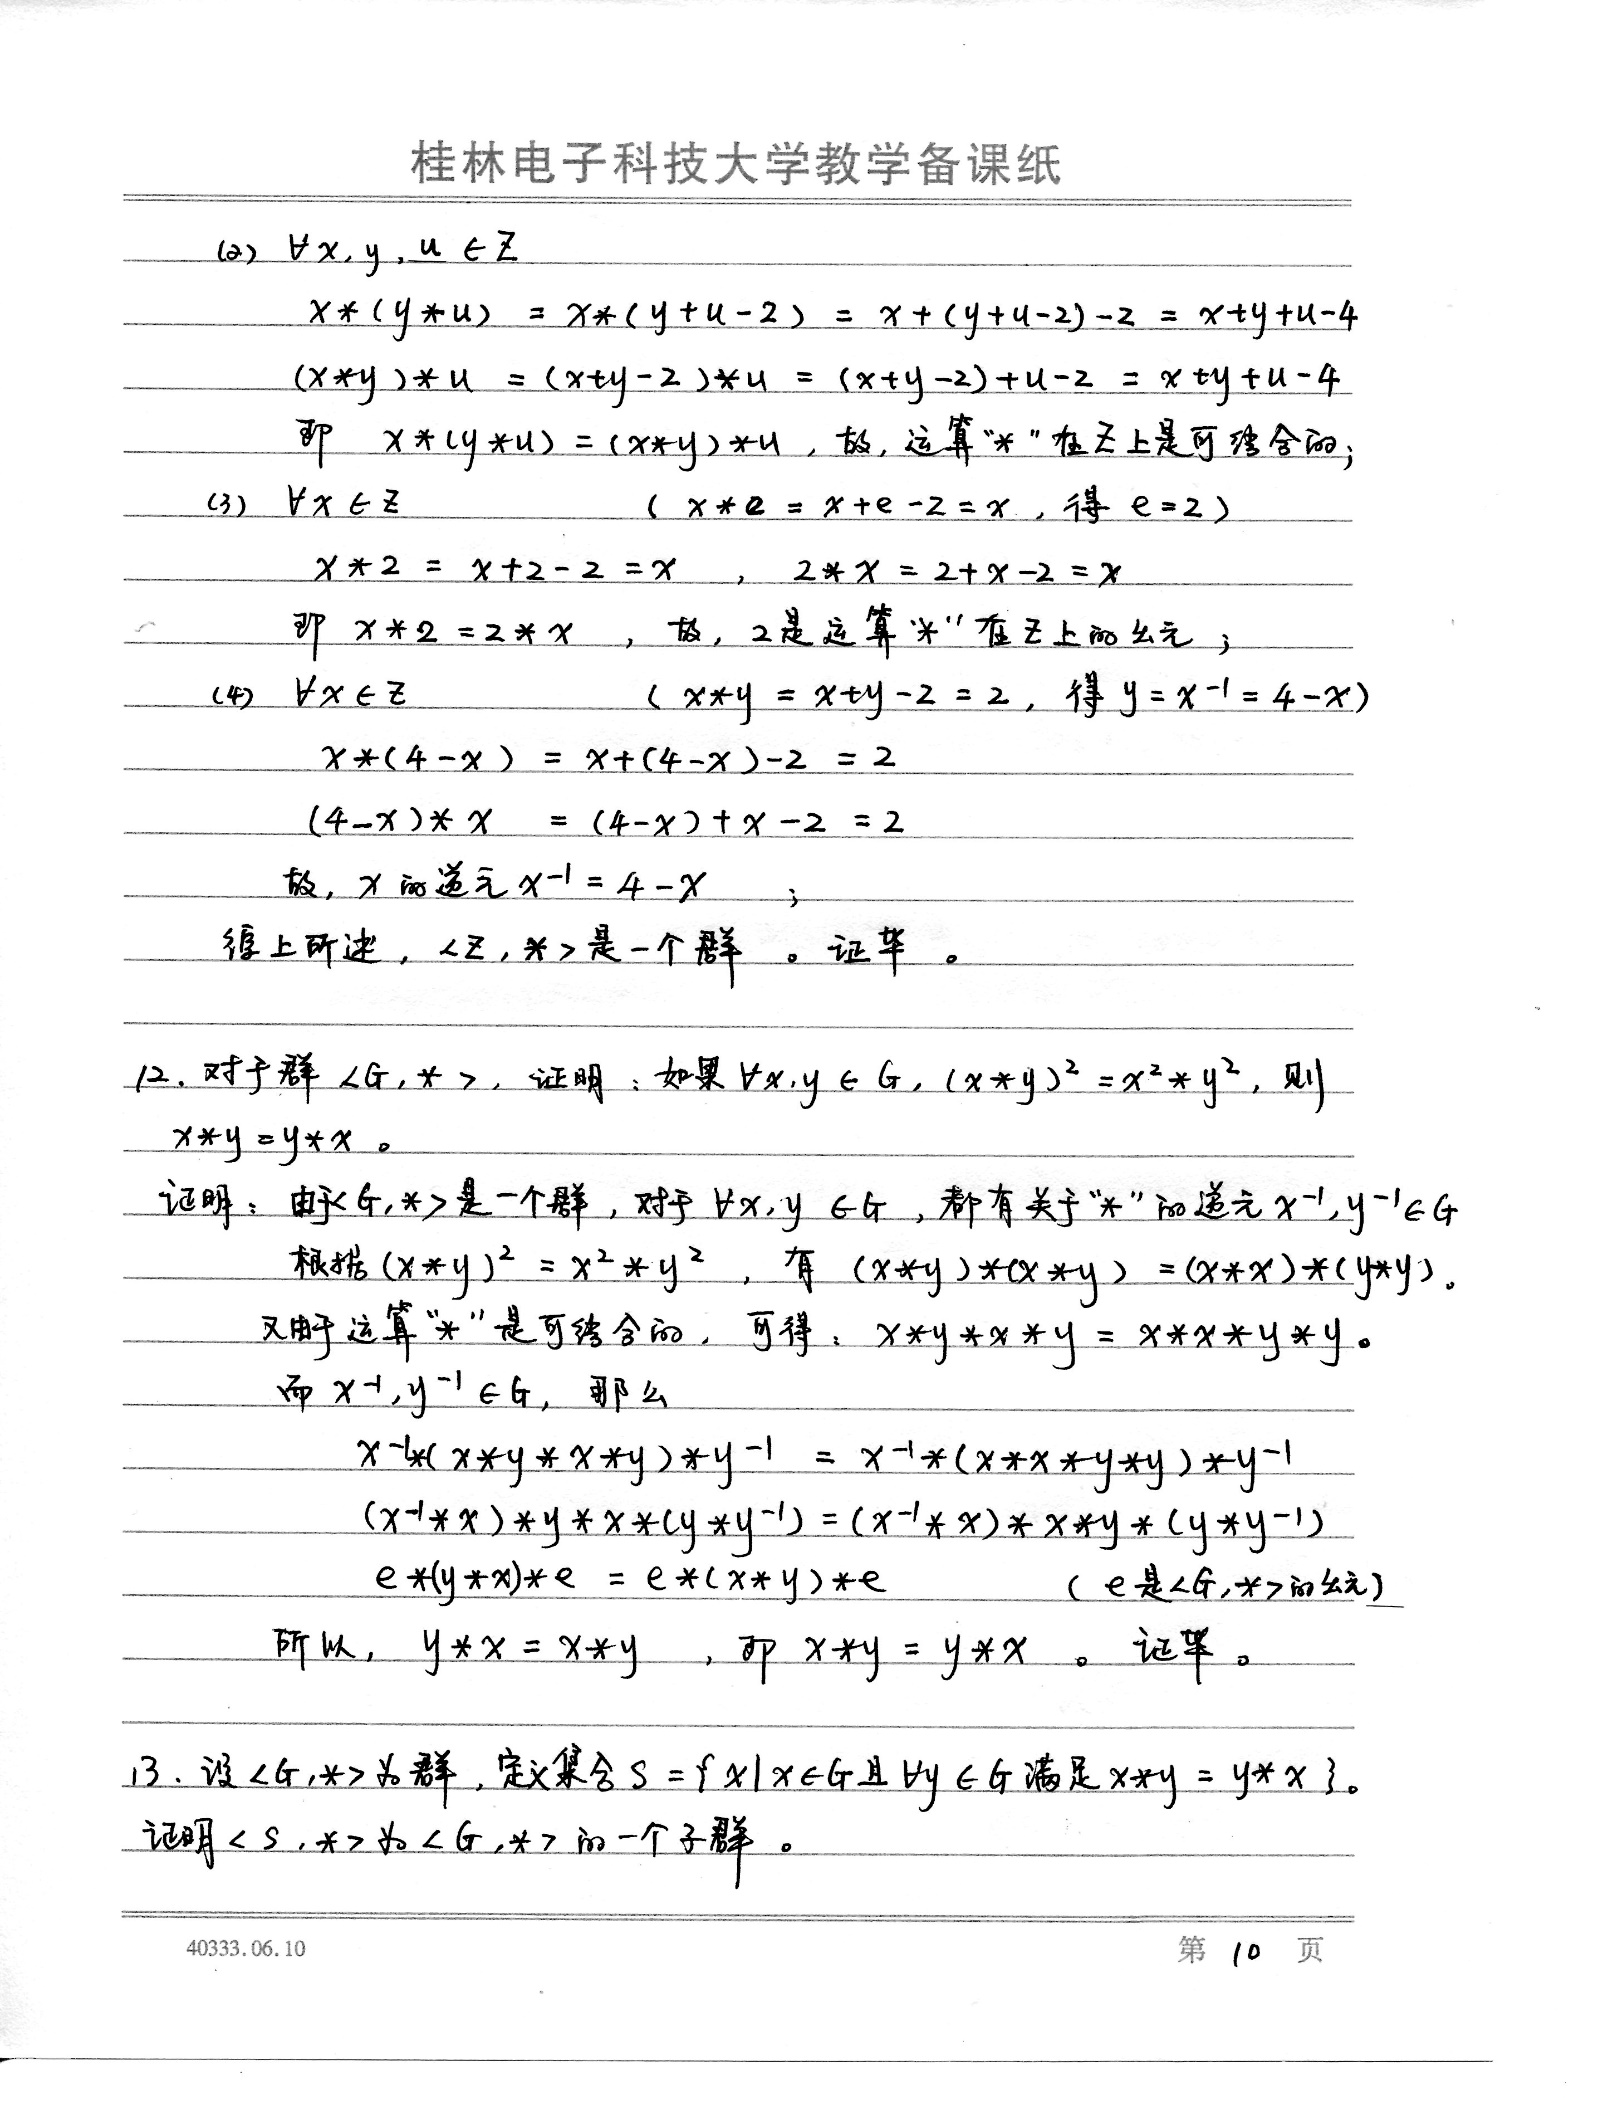 桂林电子科技大学教学备课纸
(2) ∀x, y, u ∈ Z
x*(y*u) = x*(y+u-2) = x+(y+u-2)-2 = x+y+u-4
(x*y)*u = (x+y-2)*u = (x+y-2)+u-2 = x+y+u-4
即 x*(y*u) = (x*y)*u , 故, 运算"*"在Z上是可结合的;
(3) ∀x ∈ Z ( x*e = x+e-2=x , 得 e=2)
x*2 = x+2-2=x , 2*x = 2+x-2=x
即 x*2=2*x , 故, 2是运算"*"在Z上的幺元 ;
(4) ∀x∈Z ( x*y = x+y-2 = 2, 得 y=x⁻¹=4-x)
x*(4-x) = x+(4-x)-2 = 2
(4-x)*x = (4-x)+x-2 = 2
故, x的逆元 x⁻¹ = 4-x ;
综上所述, <Z,*>是一个群 。证毕 。
12. 对于群 <G,*>, 证明: 如果 ∀x,y ∈ G, (x*y)² = x²*y², 则
x*y=y*x 。
证明: 由于<G,*>是一个群, 对于 ∀x,y ∈G , 都有关于"*"的逆元 x⁻¹, y⁻¹∈G
根据 (x*y)² = x²*y² , 有 (x*y)*(x*y) =(x*x)*(y*y).
又由于运算"*"是可结合的, 可得: x*y*x*y = x*x*y*y。
而 x⁻¹, y⁻¹∈G, 那么
x⁻¹*(x*y*x*y)*y⁻¹ = x⁻¹*(x*x*y*y)*y⁻¹
(x⁻¹*x)*y*x*(y*y⁻¹) = (x⁻¹*x)*x*y*(y*y⁻¹)
e*(y*x)*e = e*(x*y)*e ( e是<G,*>的幺元)
所以, y*x = x*y , 即 x*y = y*x 。 证毕 。
13. 设<G,*>为群, 定义集合 S = { x|x∈G且∀y∈G满足x*y = y*x }。
证明<S,*>为<G,*>的一个子群 。
40333.06.10 第 10 页